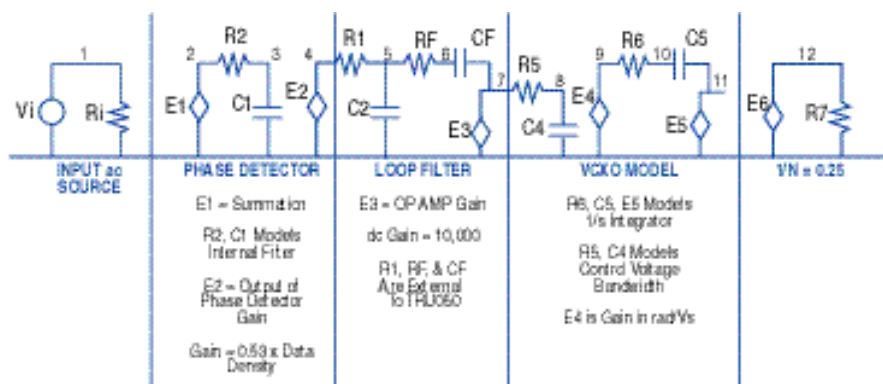 1
Vi
Ri
INPUT ac
SOURCE
2
R2
3
E1
C1
4
E2
PHASE DETECTOR
E1 = Summation
R2, C1 Models
Internal Filter
E2 = Output of
Phase Detector
Gain
Gain = 0.53 x Data
Density
R1
5
RF
6
CF
C2
7
E3
LOOP FILTER
E3 = OP AMP Gain
dc Gain = 10,000
R1, RF, & CF
Are External
to TRU050
R5
8
C4
9
R6
10
C5
11
E4
E5
VCXO MODEL
R6, C5, E5 Models
1/s Integrator
R5, C4 Models
Control Voltage
Bandwidth
E4 is Gain in rad/Vs
12
E6
R7
1/N = 0.25